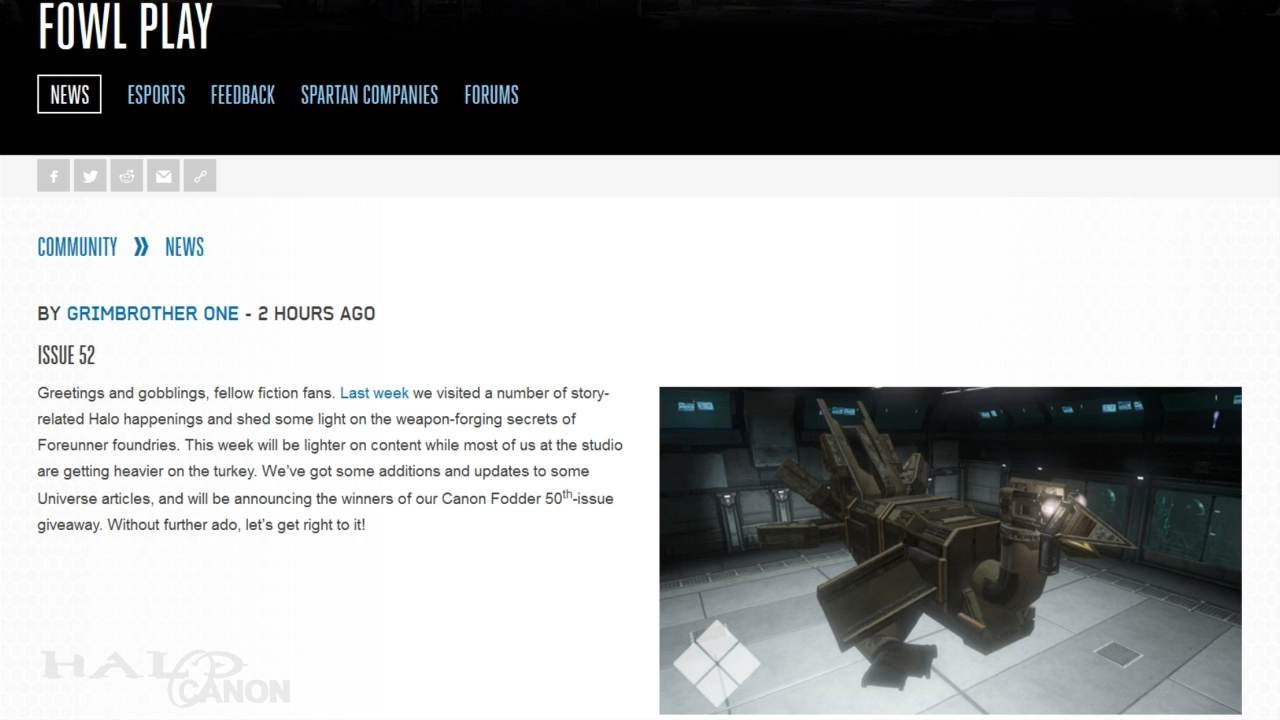 FOWL PLAY
NEWS ESPORTS FEEDBACK SPARTAN COMPANIES FORUMS
COMMUNITY » NEWS
BY GRIMBROTHER ONE - 2 HOURS AGO
ISSUE 52
Greetings and gobblings, fellow fiction fans. Last week we visited a number of story-
related Halo happenings and shed some light on the weapon-forging secrets of
Foreunner foundries. This week will be lighter on content while most of us at the studio
are getting heavier on the turkey. We've got some additions and updates to some
Universe articles, and will be announcing the winners of our Canon Fodder 50th-issue
giveaway. Without further ado, let's get right to it!
HALO
CANON